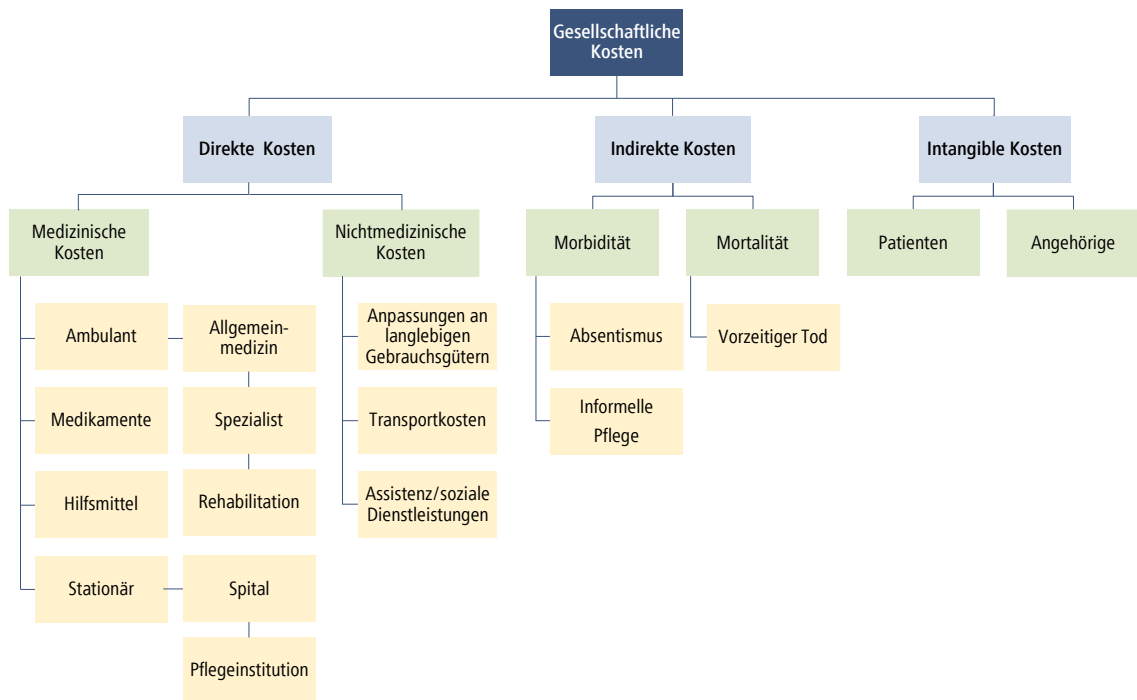 Gesellschaftliche
Kosten
Direkte Kosten
Indirekte Kosten
Intangible Kosten
Medizinische
Kosten
Nichtmedizinische
Kosten
Morbidität
Mortalität
Patienten
Angehörige
Ambulant
Allgemein-
medizin
Anpassungen an
langlebigen
Gebrauchsgütern
Absentismus
Vorzeitiger Tod
Medikamente
Spezialist
Transportkosten
Informelle
Pflege
Hilfsmittel
Rehabilitation
Assistenz/soziale
Dienstleistungen
Stationär
Spital
Pflegeinstitution